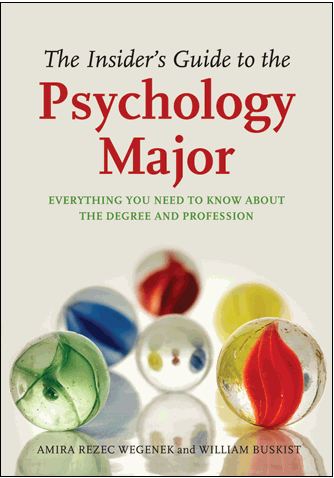 The Insider's Guide to the
Psychology
Major
EVERYTHING YOU NEED TO KNOW ABOUT
THE DEGREE AND PROFESSION
AMIRA REZEC WEGENEK and WILLIAM BUSKIST